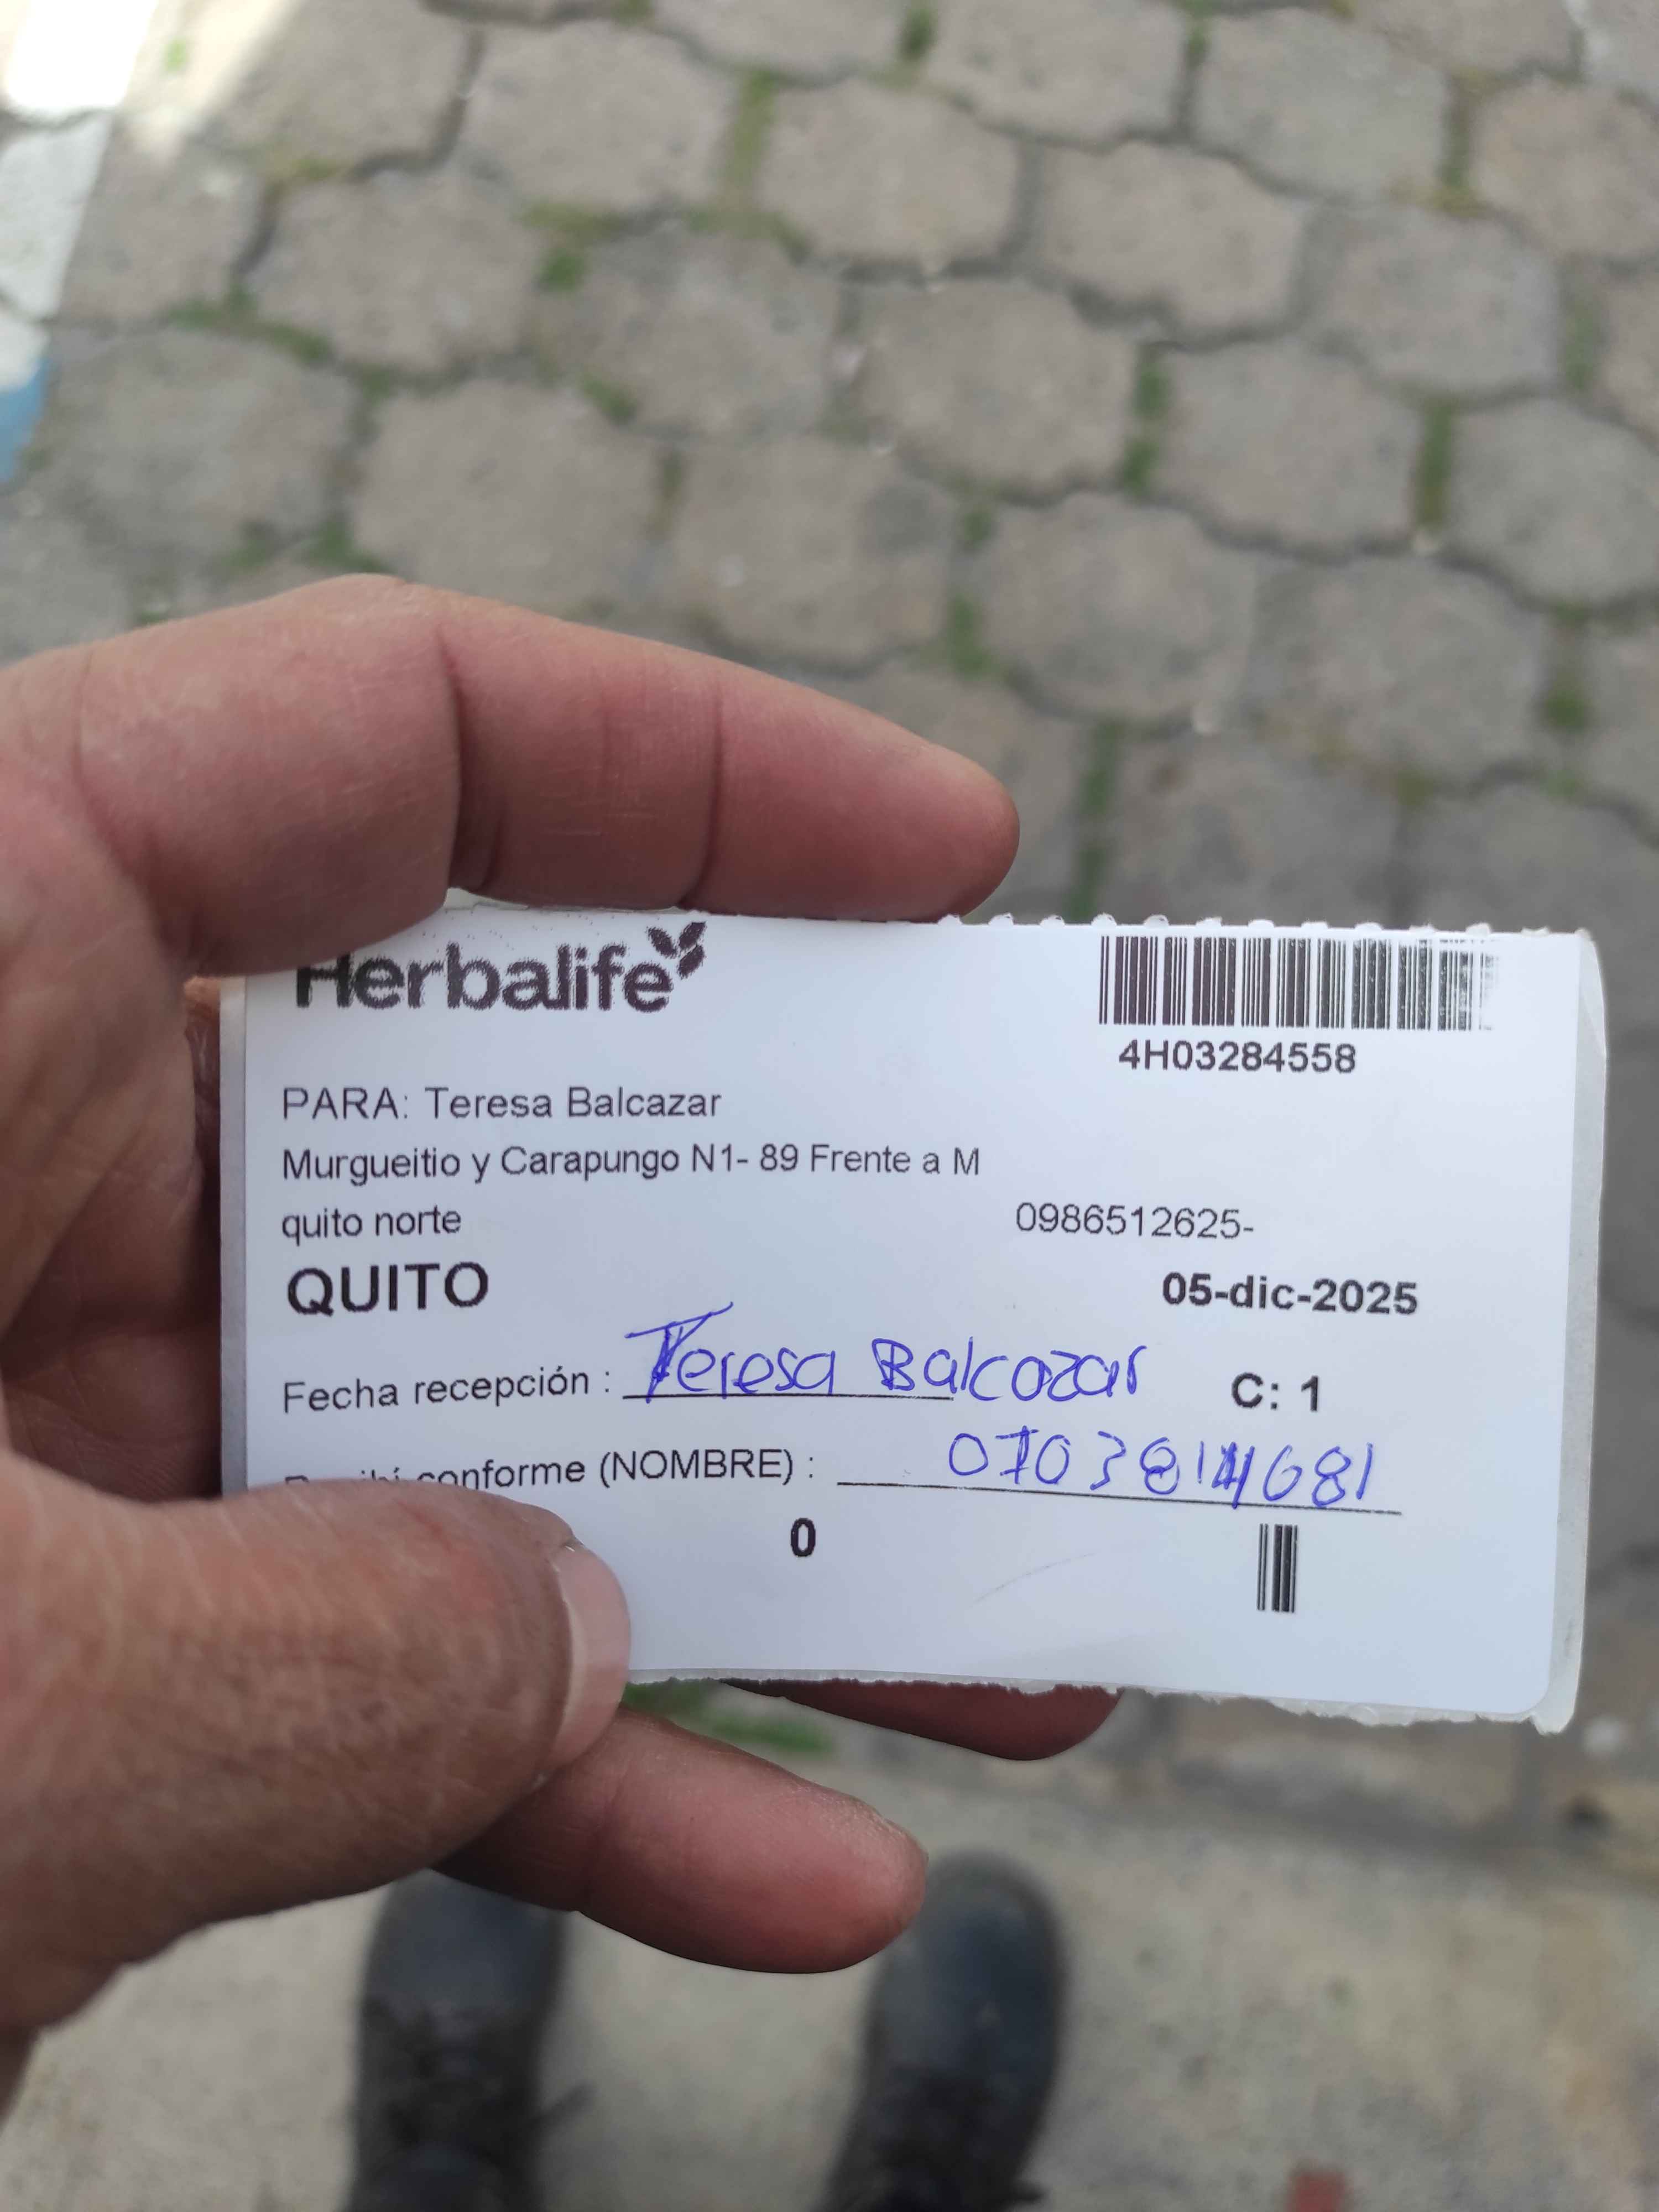 Herbalife
4H03284558
PARA: Teresa Balcazar
Murgueitio y Carapungo N1- 89 Frente a M
quito norte 0986512625-
QUITO 05-dic-2025
Fecha recepción : Teresa Balcazar C: 1
conforme (NOMBRE) :
0